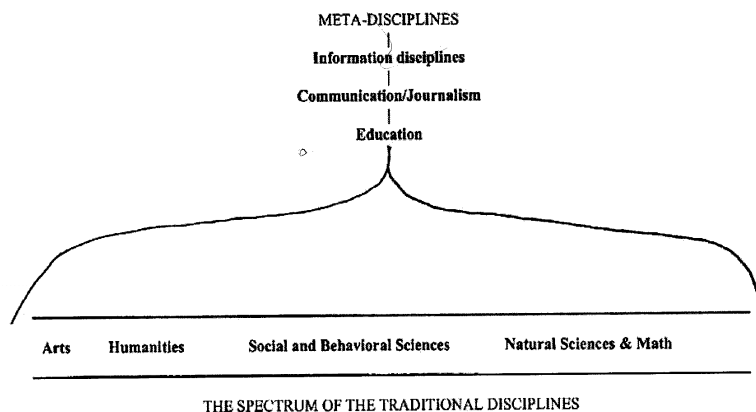 META-DISCIPLINES
Information disciplines
Communication/Journalism
Education
Arts Humanities Social and Behavioral Sciences Natural Sciences & Math
THE SPECTRUM OF THE TRADITIONAL DISCIPLINES